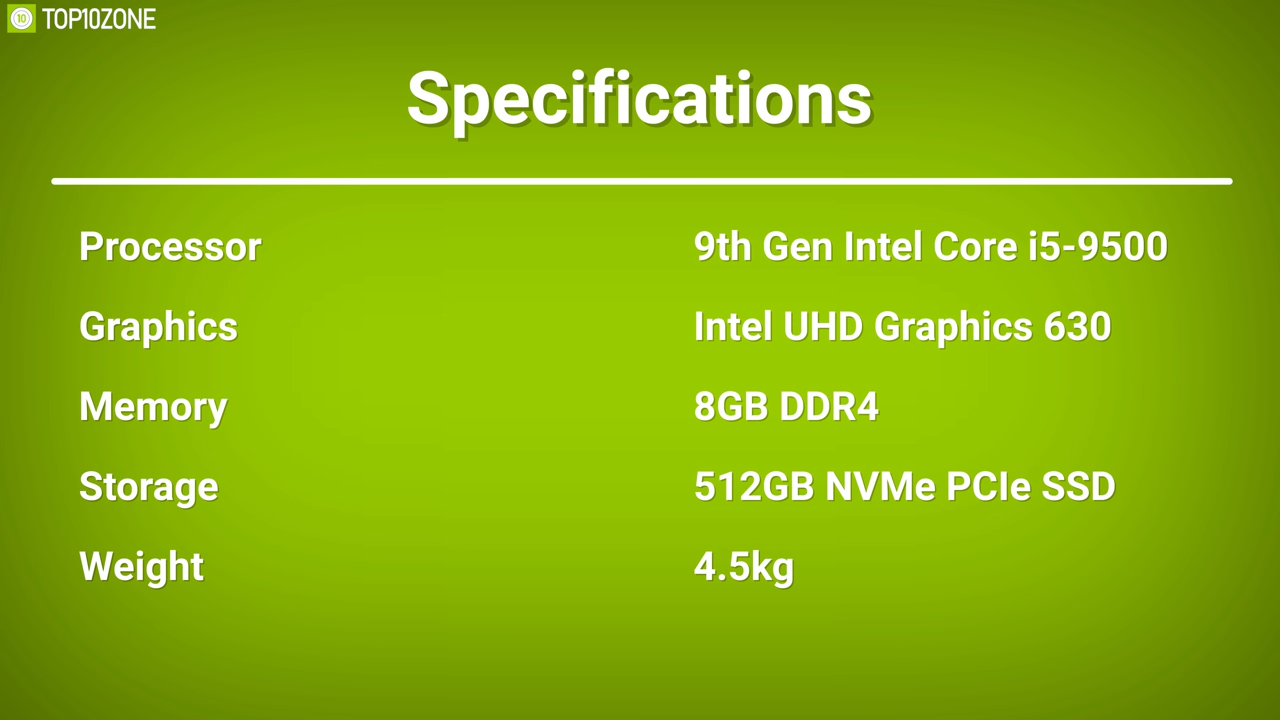 10 TOP10ZONE
Specifications
Processor 9th Gen Intel Core i5-9500
Graphics Intel UHD Graphics 630
Memory 8GB DDR4
Storage 512GB NVMe PCIe SSD
Weight 4.5kg